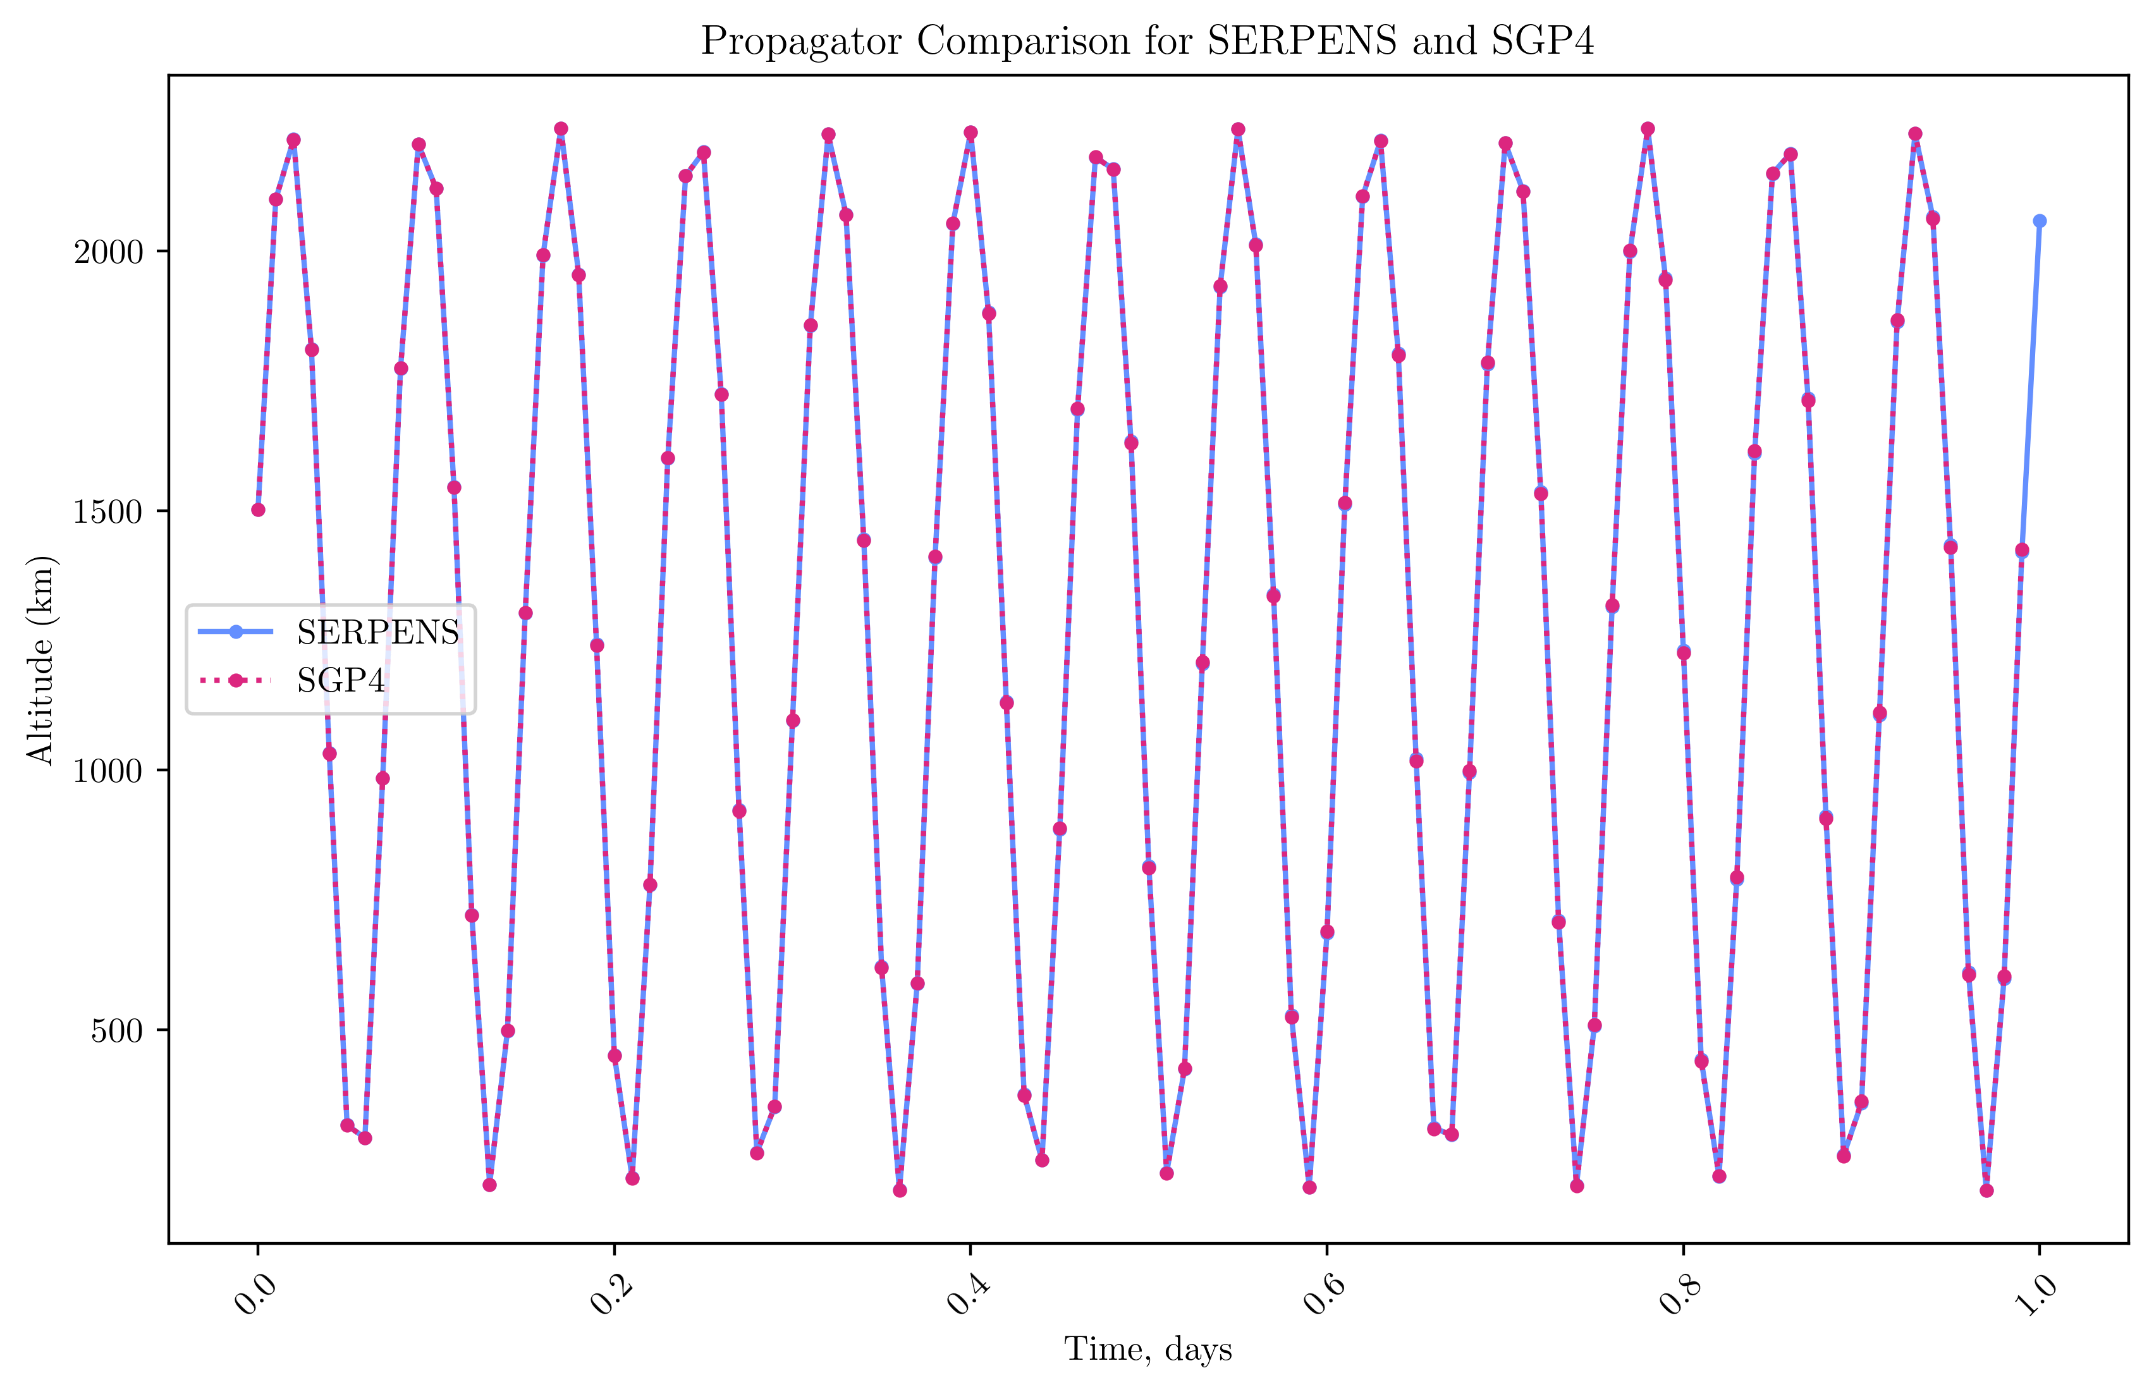 Propagator Comparison for SERPENS and SGP4
Altitude (km)
2000
1500
1000
500
SERPENS
SGP4
0.0
0.2
0.4
0.6
0.8
1.0
Time, days